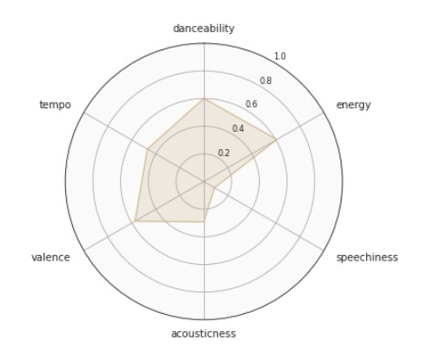 danceability
1.0
0.8
tempo
energy
0.6
0.4
0.2
valence
speechiness
acousticness